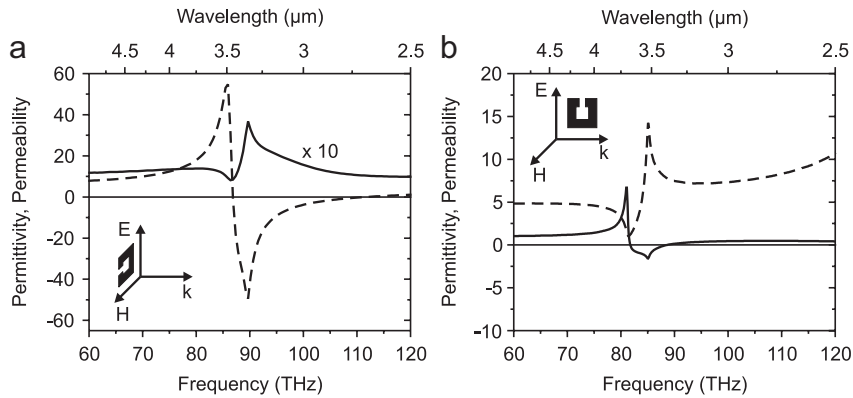 Wavelength (μm)
4.5 4 3.5 3 2.5
a
60
40
20
0
-20
-40
-60
Permittivity, Permeability
x 10
E
H
k
60 70 80 90 100 110 120
Frequency (THz)
Wavelength (μm)
4.5 4 3.5 3 2.5
b
20
15
10
5
0
-5
-10
Permittivity, Permeability
E
H
k
60 70 80 90 100 110 120
Frequency (THz)